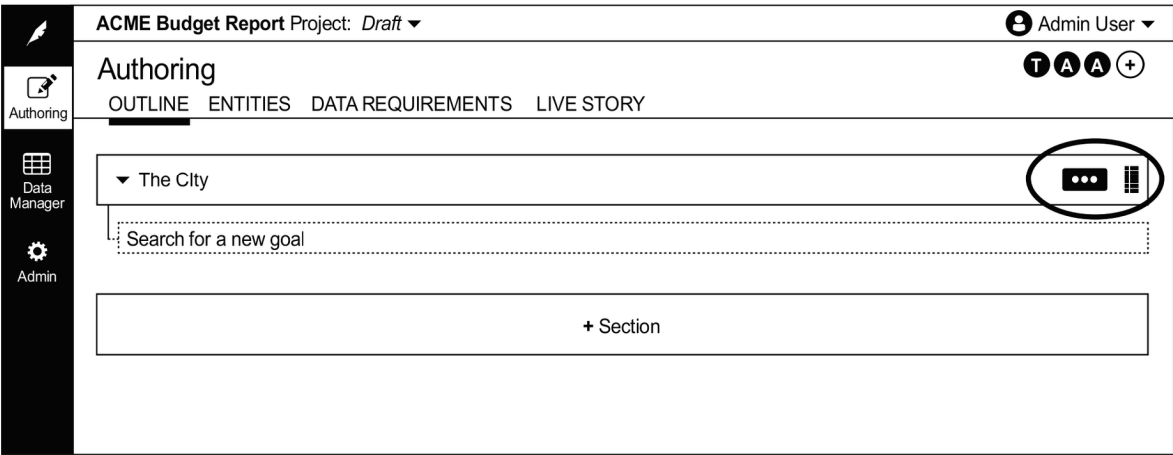 ACME Budget Report Project: Draft
Admin User
Authoring
T A A +
OUTLINE ENTITIES DATA REQUIREMENTS LIVE STORY
Authoring
Data
Manager
Admin
The CIty
Search for a new goal
+ Section